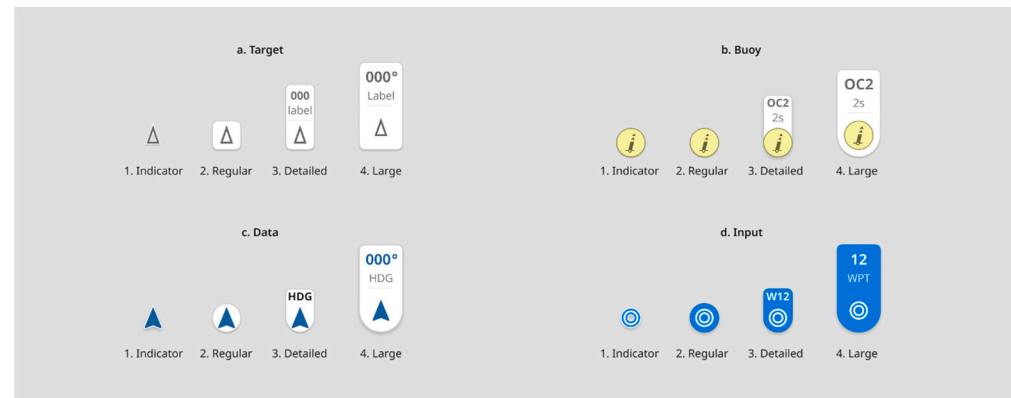 a. Target
000
label
000°
Label
1. Indicator
2. Regular
3. Detailed
4. Large
b. Buoy
OC2
2s
OC2
2s
1. Indicator
2. Regular
3. Detailed
4. Large
c. Data
HDG
000°
HDG
1. Indicator
2. Regular
3. Detailed
4. Large
d. Input
W12
12
WPT
1. Indicator
2. Regular
3. Detailed
4. Large